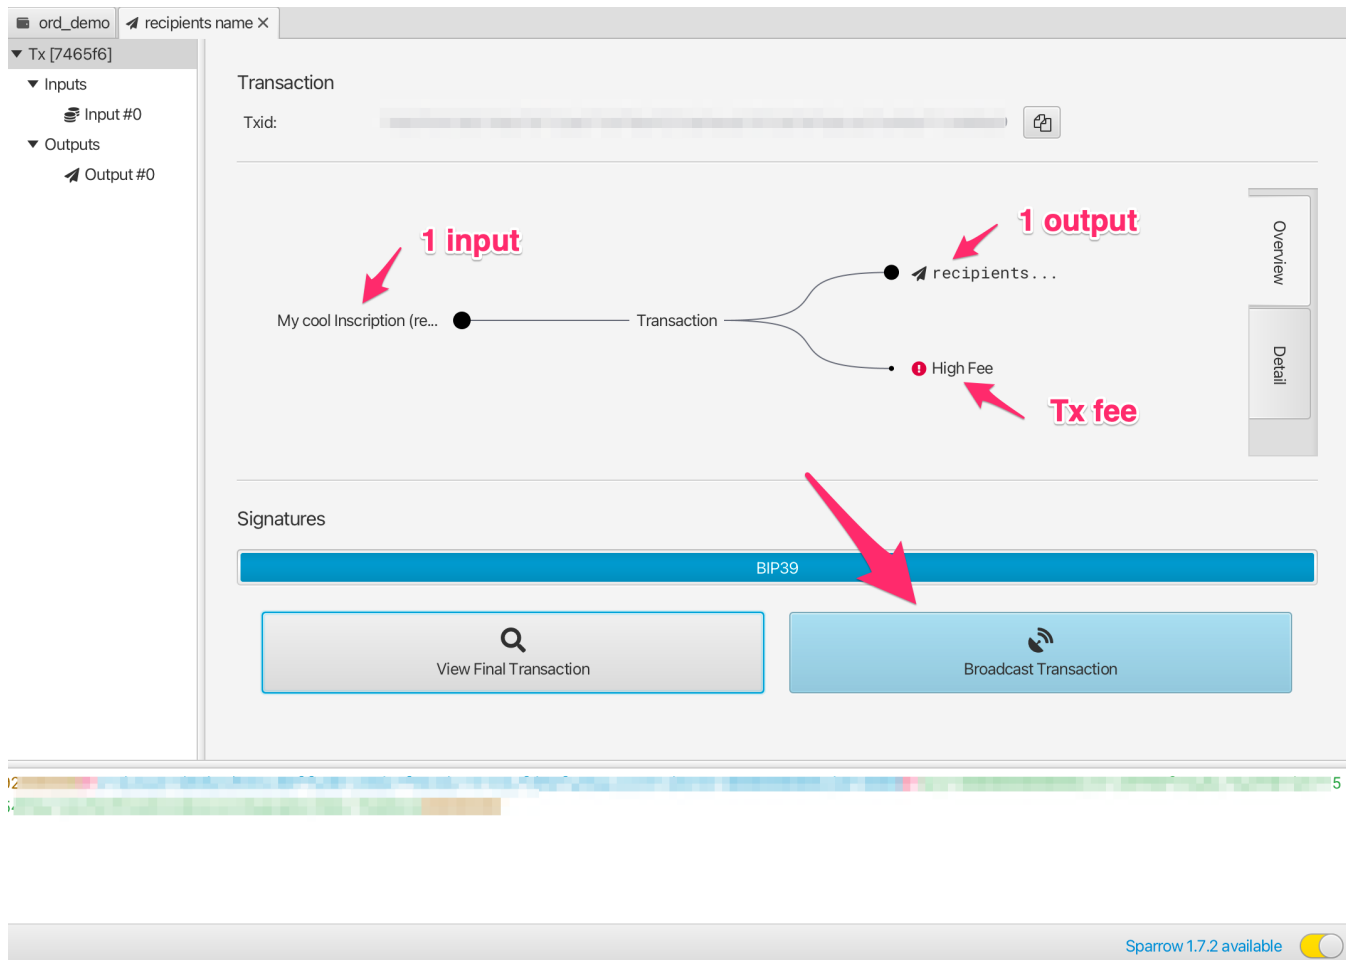 ord_demo
recipients name
Tx [7465f6]
Inputs
Input #0
Outputs
Output #0
Transaction
Txid:
1 input
1 output
My cool Inscription (re...
Transaction
recipients...
High Fee
Tx fee
Overview
Detail
Signatures
BIP39
View Final Transaction
Broadcast Transaction
Sparrow 1.7.2 available